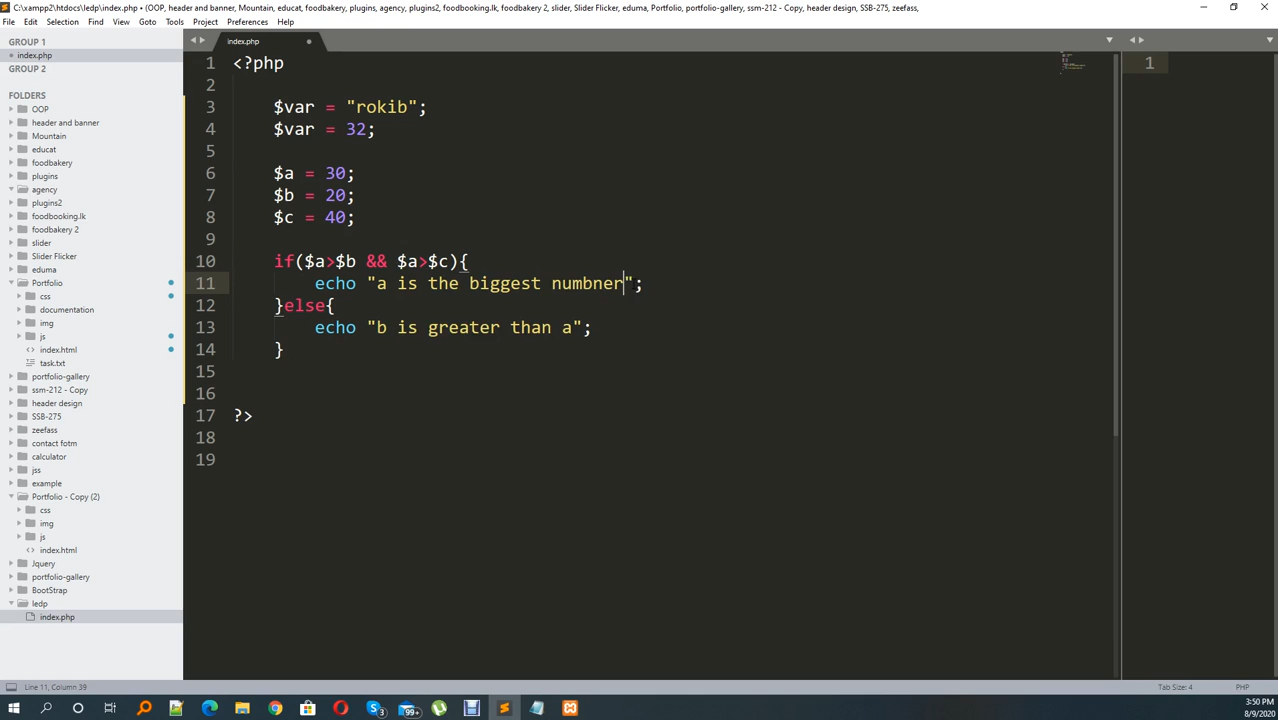 C:\xampp2\htdocs\ledp\index.php • (OOP, header and banner, Mountain, educat, foodbakery, plugins, agency, plugins2, foodbooking.lk, foodbakery 2, slider, Slider Flicker, eduma, Portfolio, portfolio-gallery, ssm-212 - Copy, header design, SSB-275, zeefass,
File Edit Selection Find View Goto Tools Project Preferences Help
GROUP 1
index.php
GROUP 2
FOLDERS
OOP
header and banner
Mountain
educat
foodbakery
plugins
agency
plugins2
foodbooking.lk
foodbakery 2
slider
Slider Flicker
eduma
Portfolio
css
documentation
img
js
index.html
task.txt
portfolio-gallery
ssm-212 - Copy
header design
SSB-275
zeefass
contact fotm
calculator
jss
example
Portfolio - Copy (2)
css
img
js
index.html
Jquery
portfolio-gallery
BootStrap
ledp
index.php
index.php
1 <?php
2
3 $var = "rokib";
4 $var = 32;
5
6 $a = 30;
7 $b = 20;
8 $c = 40;
9
10 if($a>$b && $a>$c){
11 echo "a is the biggest numbner";
12 }else{
13 echo "b is greater than a";
14 }
15
16
17 ?>
18
19
1
Line 11, Column 39
Tab Size: 4
PHP
3
99+
3:50 PM
8/9/2020